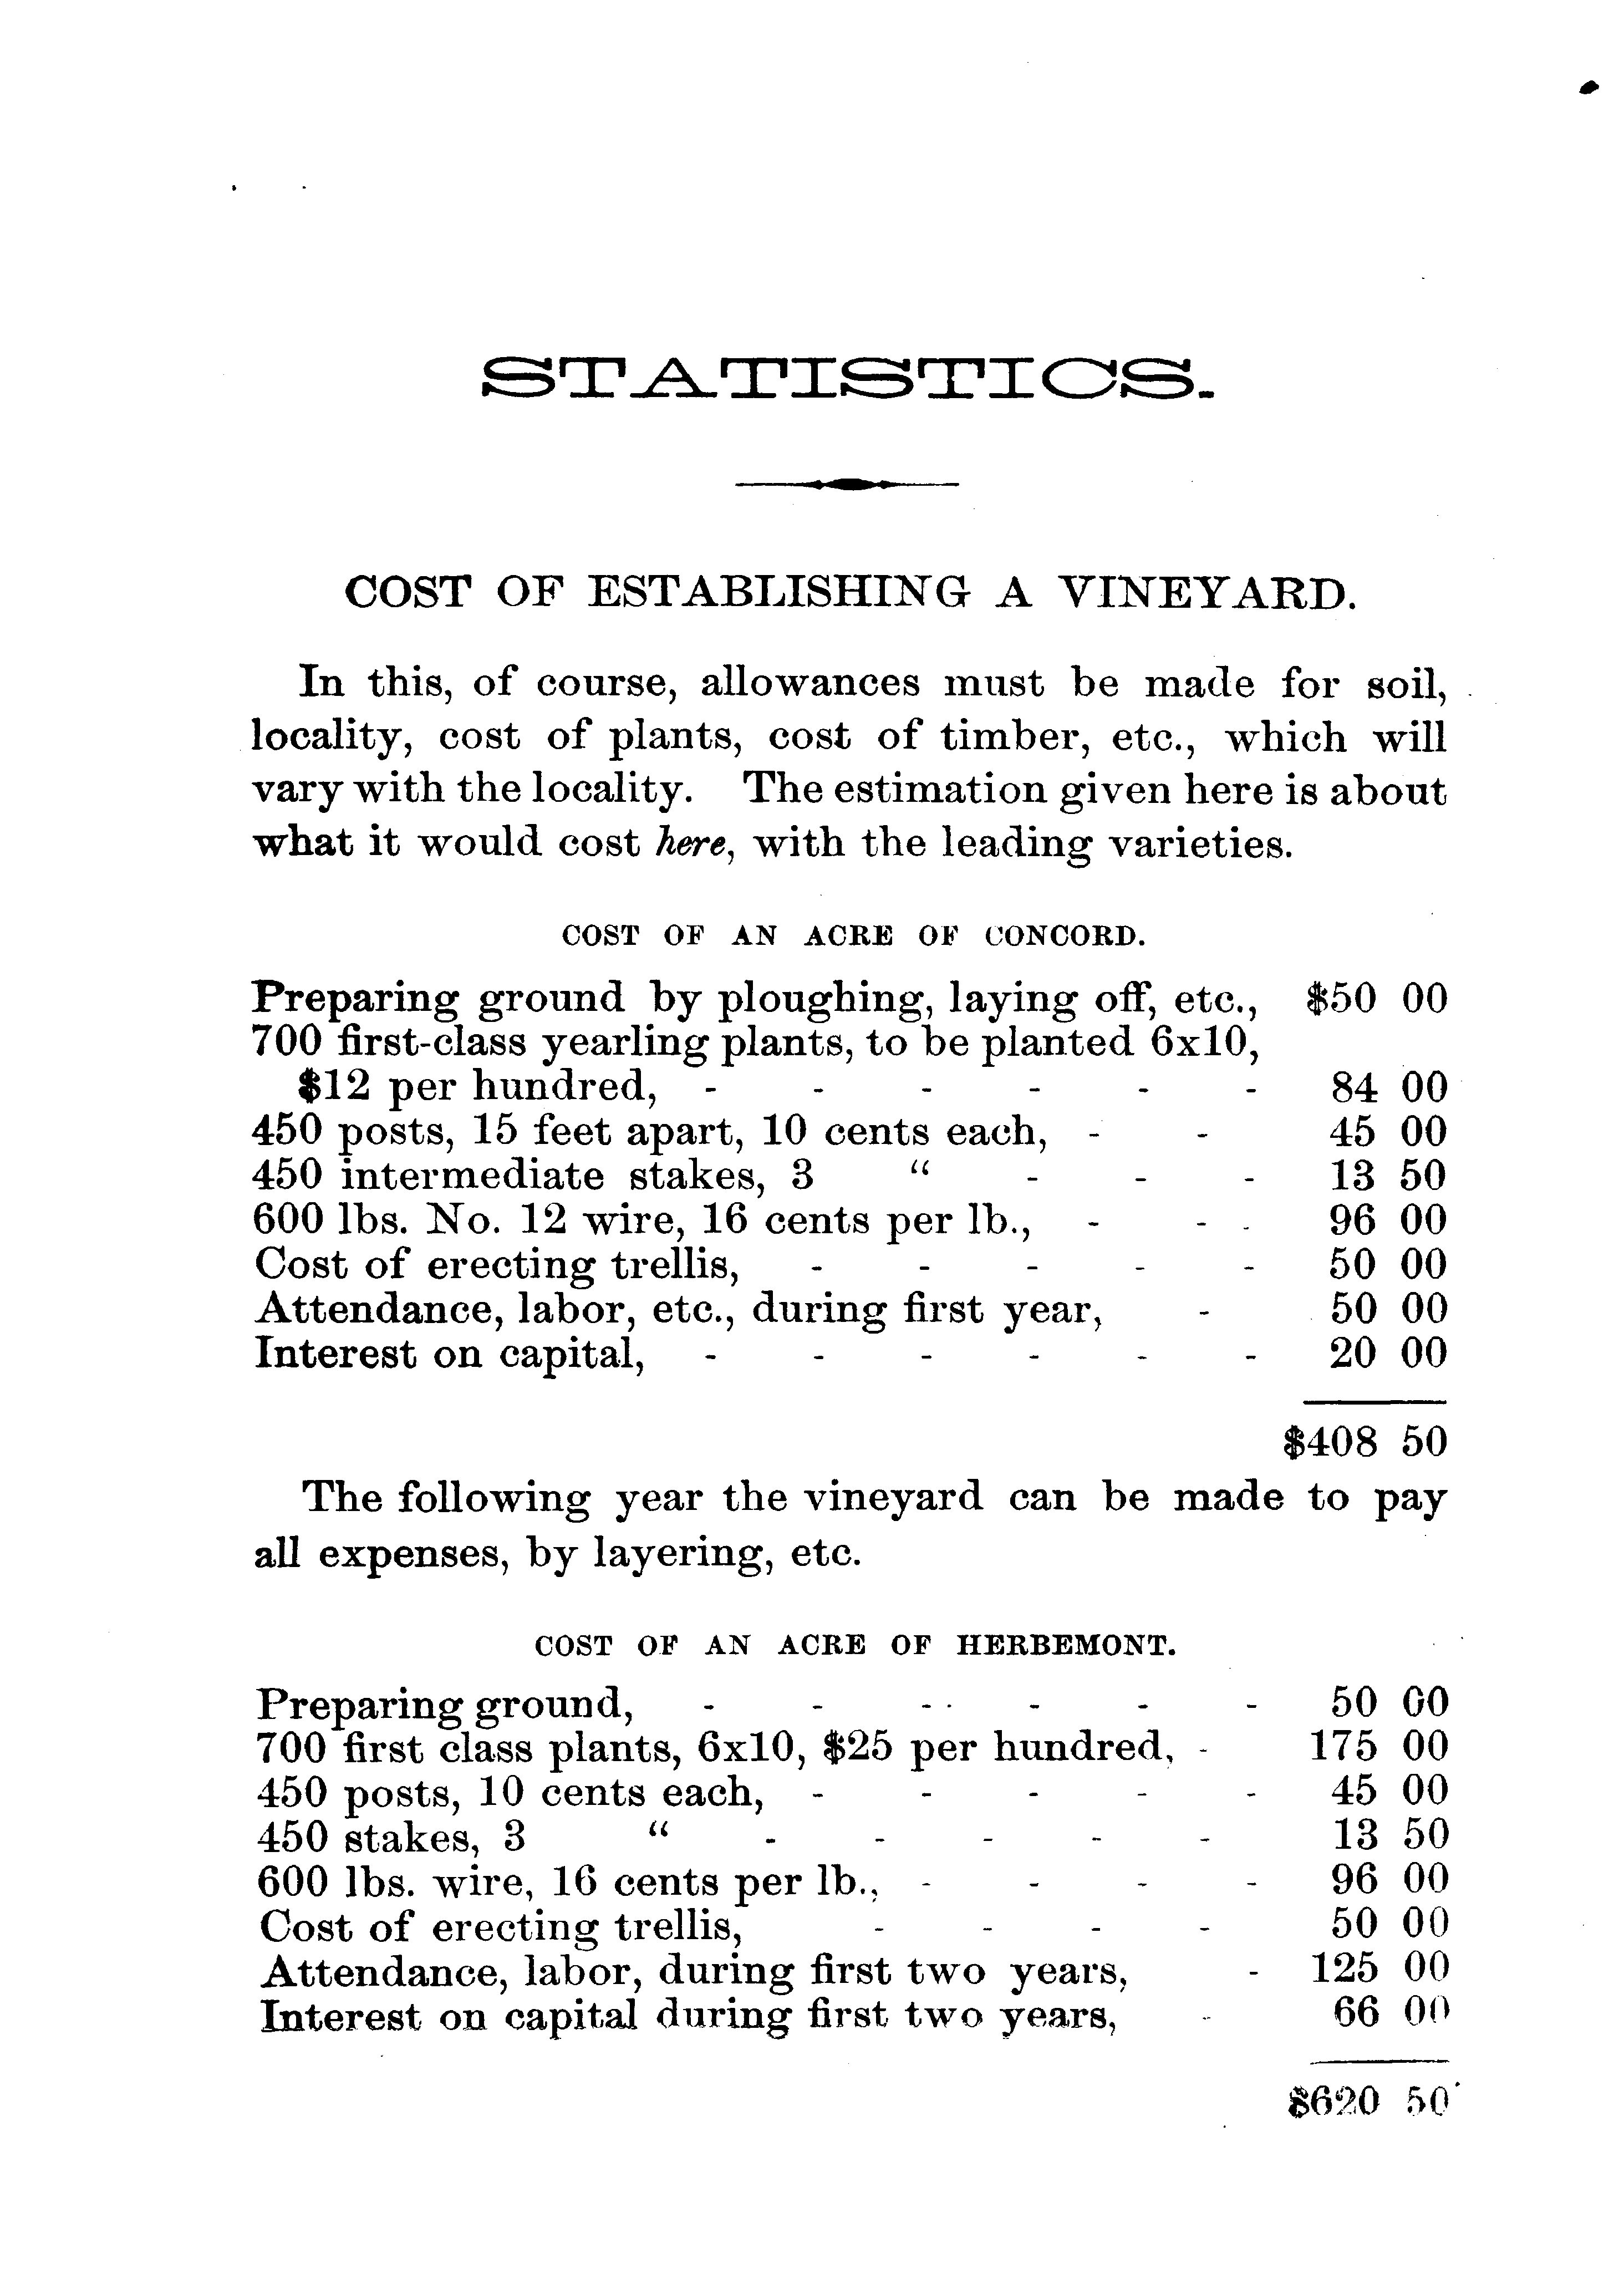 STATISTICS.
COST OF ESTABLISHING A VINEYARD.
In this, of course, allowances must be made for soil,
locality, cost of plants, cost of timber, etc., which will
vary with the locality. The estimation given here is about
what it would cost here, with the leading varieties.
COST OF AN ACRE OF CONCORD.
Preparing ground by ploughing, laying off, etc., $50 00
700 first-class yearling plants, to be planted 6x10,
$12 per hundred, - - - - - - 84 00
450 posts, 15 feet apart, 10 cents each, - - 45 00
450 intermediate stakes, 3 “ - - - 13 50
600 lbs. No. 12 wire, 16 cents per lb., - - - 96 00
Cost of erecting trellis, - - - - - 50 00
Attendance, labor, etc., during first year, - 50 00
Interest on capital, - - - - - - 20 00
$408 50
The following year the vineyard can be made to pay
all expenses, by layering, etc.
COST OF AN ACRE OF HERBEMONT.
Preparing ground, - - - - - - 50 00
700 first class plants, 6x10, $25 per hundred, - 175 00
450 posts, 10 cents each, - - - - - 45 00
450 stakes, 3 “ - - - - - 13 50
600 lbs. wire, 16 cents per lb., - - - - 96 00
Cost of erecting trellis, - - - - 50 00
Attendance, labor, during first two years, - 125 00
Interest on capital during first two years, - 66 00
$620 50